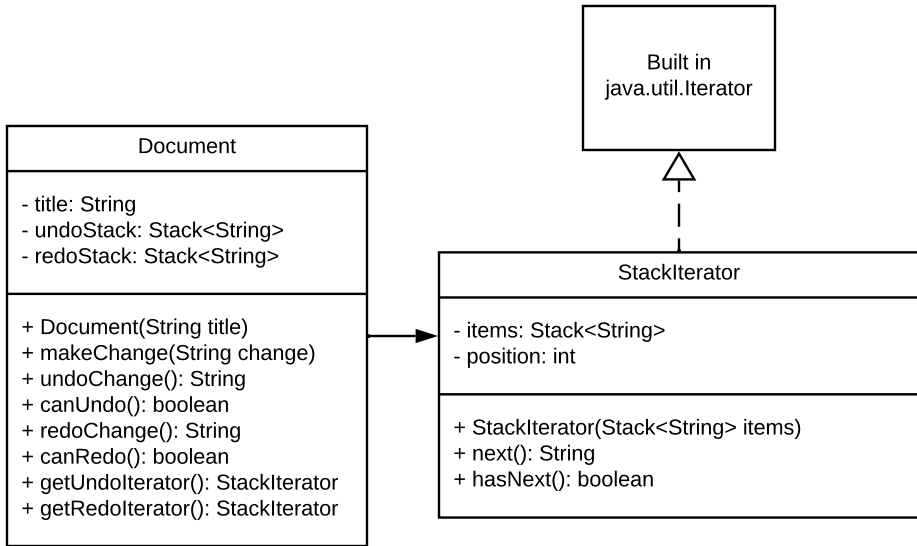 Built in
java.util.Iterator
Document
- title: String
- undoStack: Stack<String>
- redoStack: Stack<String>
+ Document(String title)
+ makeChange(String change)
+ undoChange(): String
+ canUndo(): boolean
+ redoChange(): String
+ canRedo(): boolean
+ getUndoIterator(): StackIterator
+ getRedoIterator(): StackIterator
StackIterator
- items: Stack<String>
- position: int
+ StackIterator(Stack<String> items)
+ next(): String
+ hasNext(): boolean